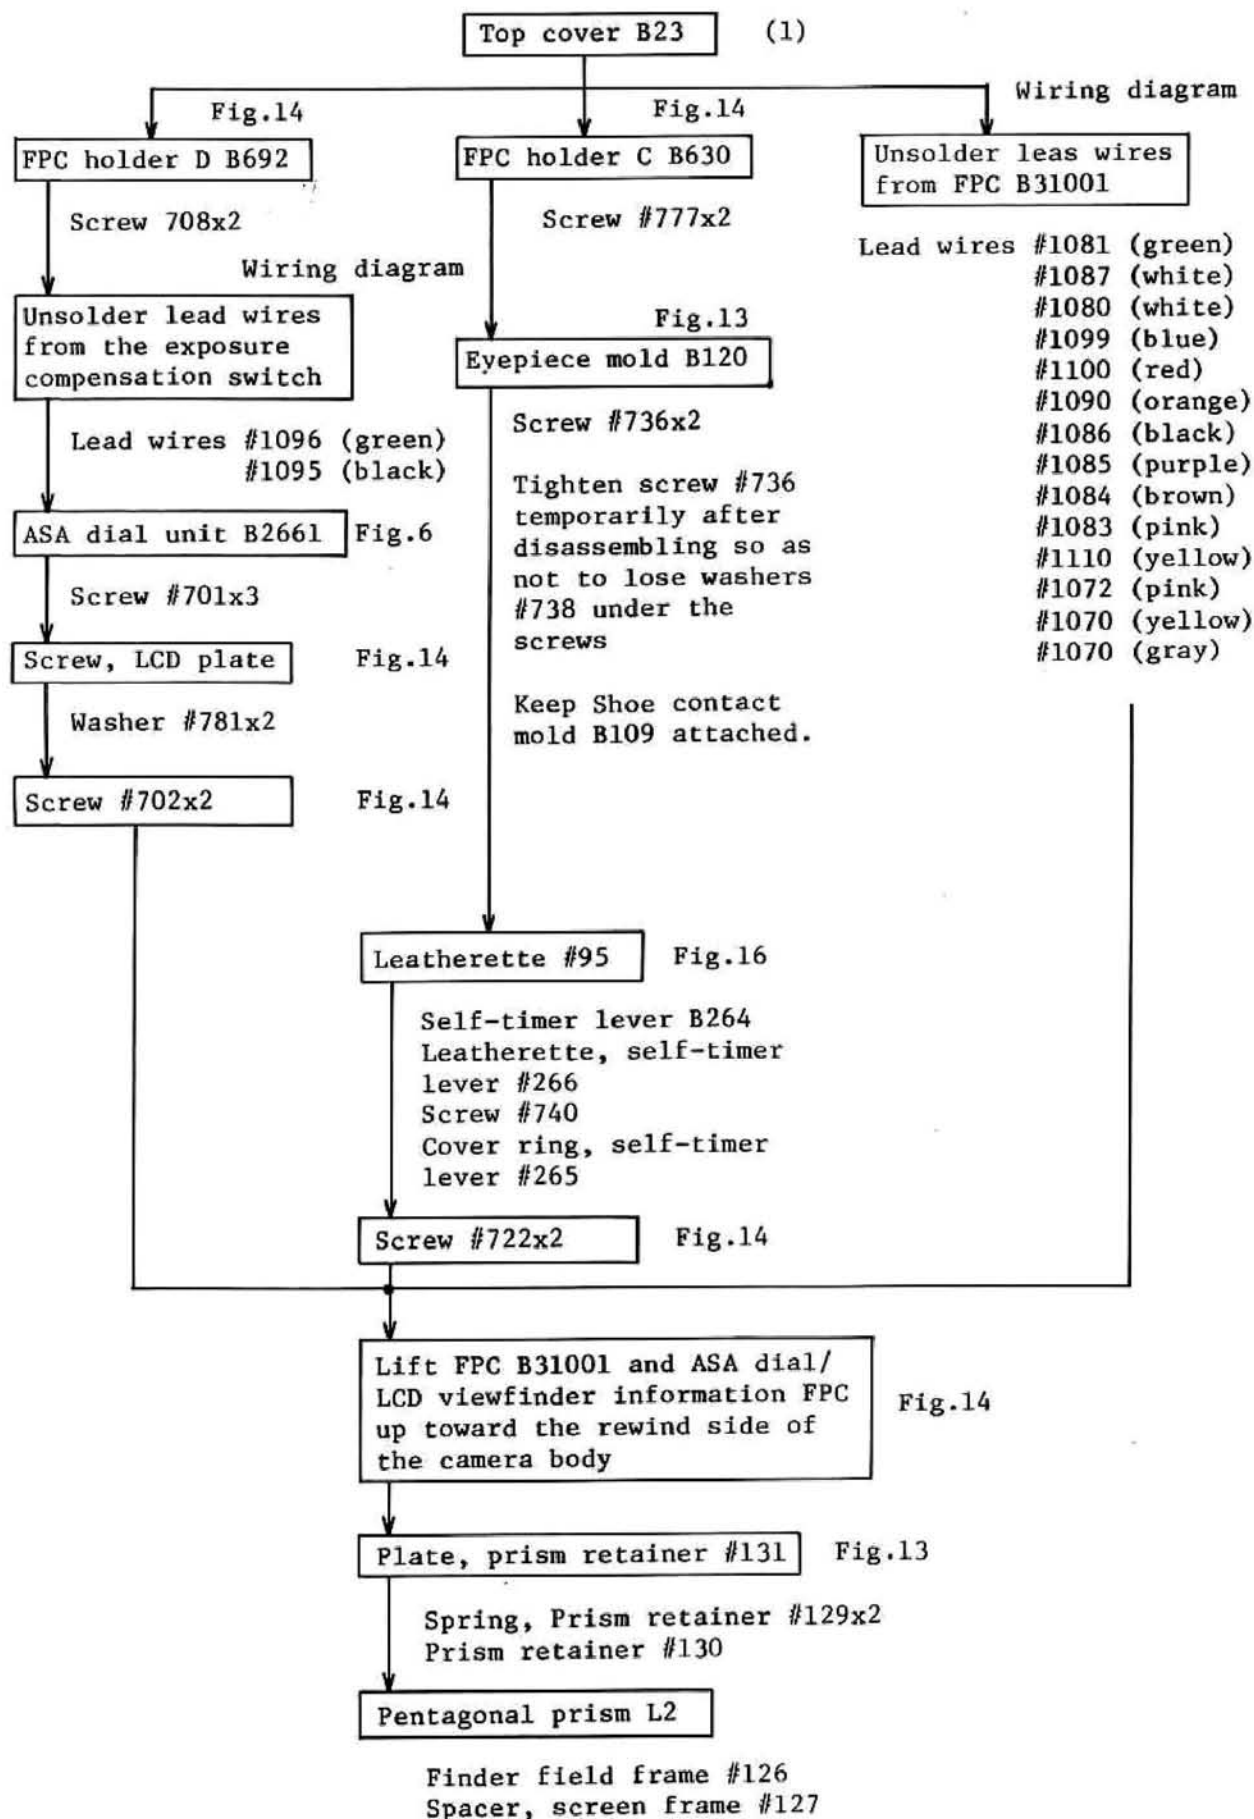 Top cover B23 (1)
Wiring diagram
Fig.14
Fig.14
FPC holder D B692
FPC holder C B630
Unsolder leas wires
from FPC B31001
Screw 708x2
Screw #777x2
Lead wires #1081 (green)
#1087 (white)
#1080 (white)
#1099 (blue)
#1100 (red)
#1090 (orange)
#1086 (black)
#1085 (purple)
#1084 (brown)
#1083 (pink)
#1110 (yellow)
#1072 (pink)
#1070 (yellow)
#1070 (gray)
Wiring diagram
Unsolder lead wires
from the exposure
compensation switch
Fig.13
Eyepiece mold B120
Lead wires #1096 (green)
#1095 (black)
Screw #736x2
Tighten screw #736
temporarily after
disassembling so as
not to lose washers
#738 under the
screws
Keep Shoe contact
mold B109 attached.
ASA dial unit B2661 Fig.6
Screw #701x3
Screw, LCD plate Fig.14
Washer #781x2
Screw #702x2 Fig.14
Leatherette #95 Fig.16
Self-timer lever B264
Leatherette, self-timer
lever #266
Screw #740
Cover ring, self-timer
lever #265
Screw #722x2 Fig.14
Lift FPC B31001 and ASA dial/
LCD viewfinder information FPC
up toward the rewind side of
the camera body
Fig.14
Plate, prism retainer #131 Fig.13
Spring, Prism retainer #129x2
Prism retainer #130
Pentagonal prism L2
Finder field frame #126
Spacer, screen frame #127